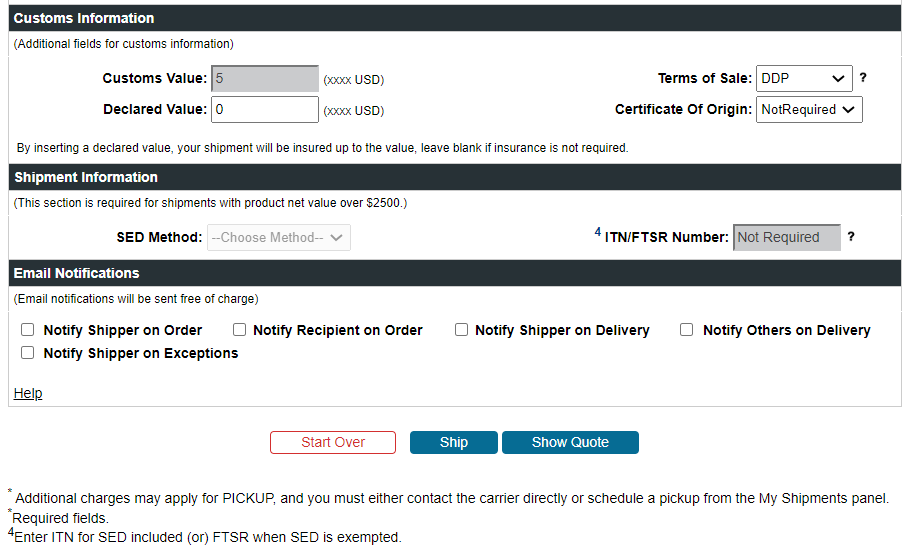 Customs Information
(Additional fields for customs information)
Customs Value: 5 (xxxx USD) Terms of Sale: DDP ?
Declared Value: 0 (xxxx USD) Certificate Of Origin: NotRequired
By inserting a declared value, your shipment will be insured up to the value, leave blank if insurance is not required.
Shipment Information
(This section is required for shipments with product net value over $2500.)
SED Method: --Choose Method-- 4 ITN/FTSR Number: Not Required ?
Email Notifications
(Email notifications will be sent free of charge)
Notify Shipper on Order Notify Recipient on Order Notify Shipper on Delivery Notify Others on Delivery
Notify Shipper on Exceptions
Help
Start Over Ship Show Quote
* Additional charges may apply for PICKUP, and you must either contact the carrier directly or schedule a pickup from the My Shipments panel.
*Required fields.
4Enter ITN for SED included (or) FTSR when SED is exempted.